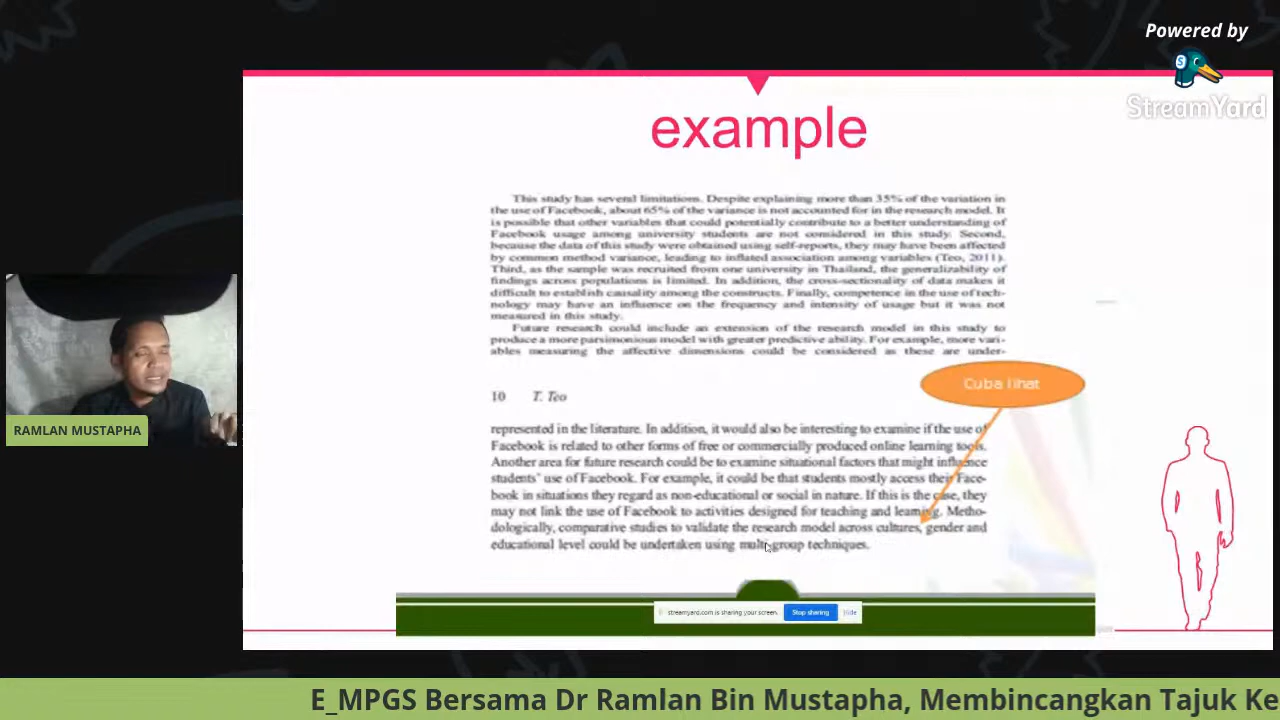 Powered by
StreamYard
example
This study has several limitations. Despite explaining more than 35% of the variation in
the use of Facebook, about 65% of the variance is not accounted for in the research model. It
is possible that other variables that could potentially contribute to a better understanding of
Facebook usage among university students are not considered in this study. Second,
because the data of this study were obtained using self-reports, they may have been affected
by common method variance, leading to inflated association among variables (Teo, 2011).
Third, as the sample was recruited from one university in Thailand, the generalizability of
findings across populations is limited. In addition, the cross-sectionality of data makes it
difficult to establish causality among the constructs. Finally, competence in the use of tech-
nology may have an influence on the frequency and intensity of usage but it was not
measured in this study.
Future research could include an extension of the research model in this study to
produce a more parsimonious model with greater predictive ability. For example, more vari-
ables measuring the affective dimensions could be considered as these are under-
Cuba lihat
10 T. Teo
represented in the literature. In addition, it would also be interesting to examine if the use of
Facebook is related to other forms of free or commercially produced online learning tools.
Another area for future research could be to examine situational factors that might influence
students' use of Facebook. For example, it could be that students mostly access their Face-
book in situations they regard as non-educational or social in nature. If this is the case, they
may not link the use of Facebook to activities designed for teaching and learning. Metho-
dologically, comparative studies to validate the research model across cultures, gender and
educational level could be undertaken using multi-group techniques.
streamyard.com is sharing your screen. Stop sharing Hide
RAMLAN MUSTAPHA
E_MPGS Bersama Dr Ramlan Bin Mustapha, Membincangkan Tajuk Ke